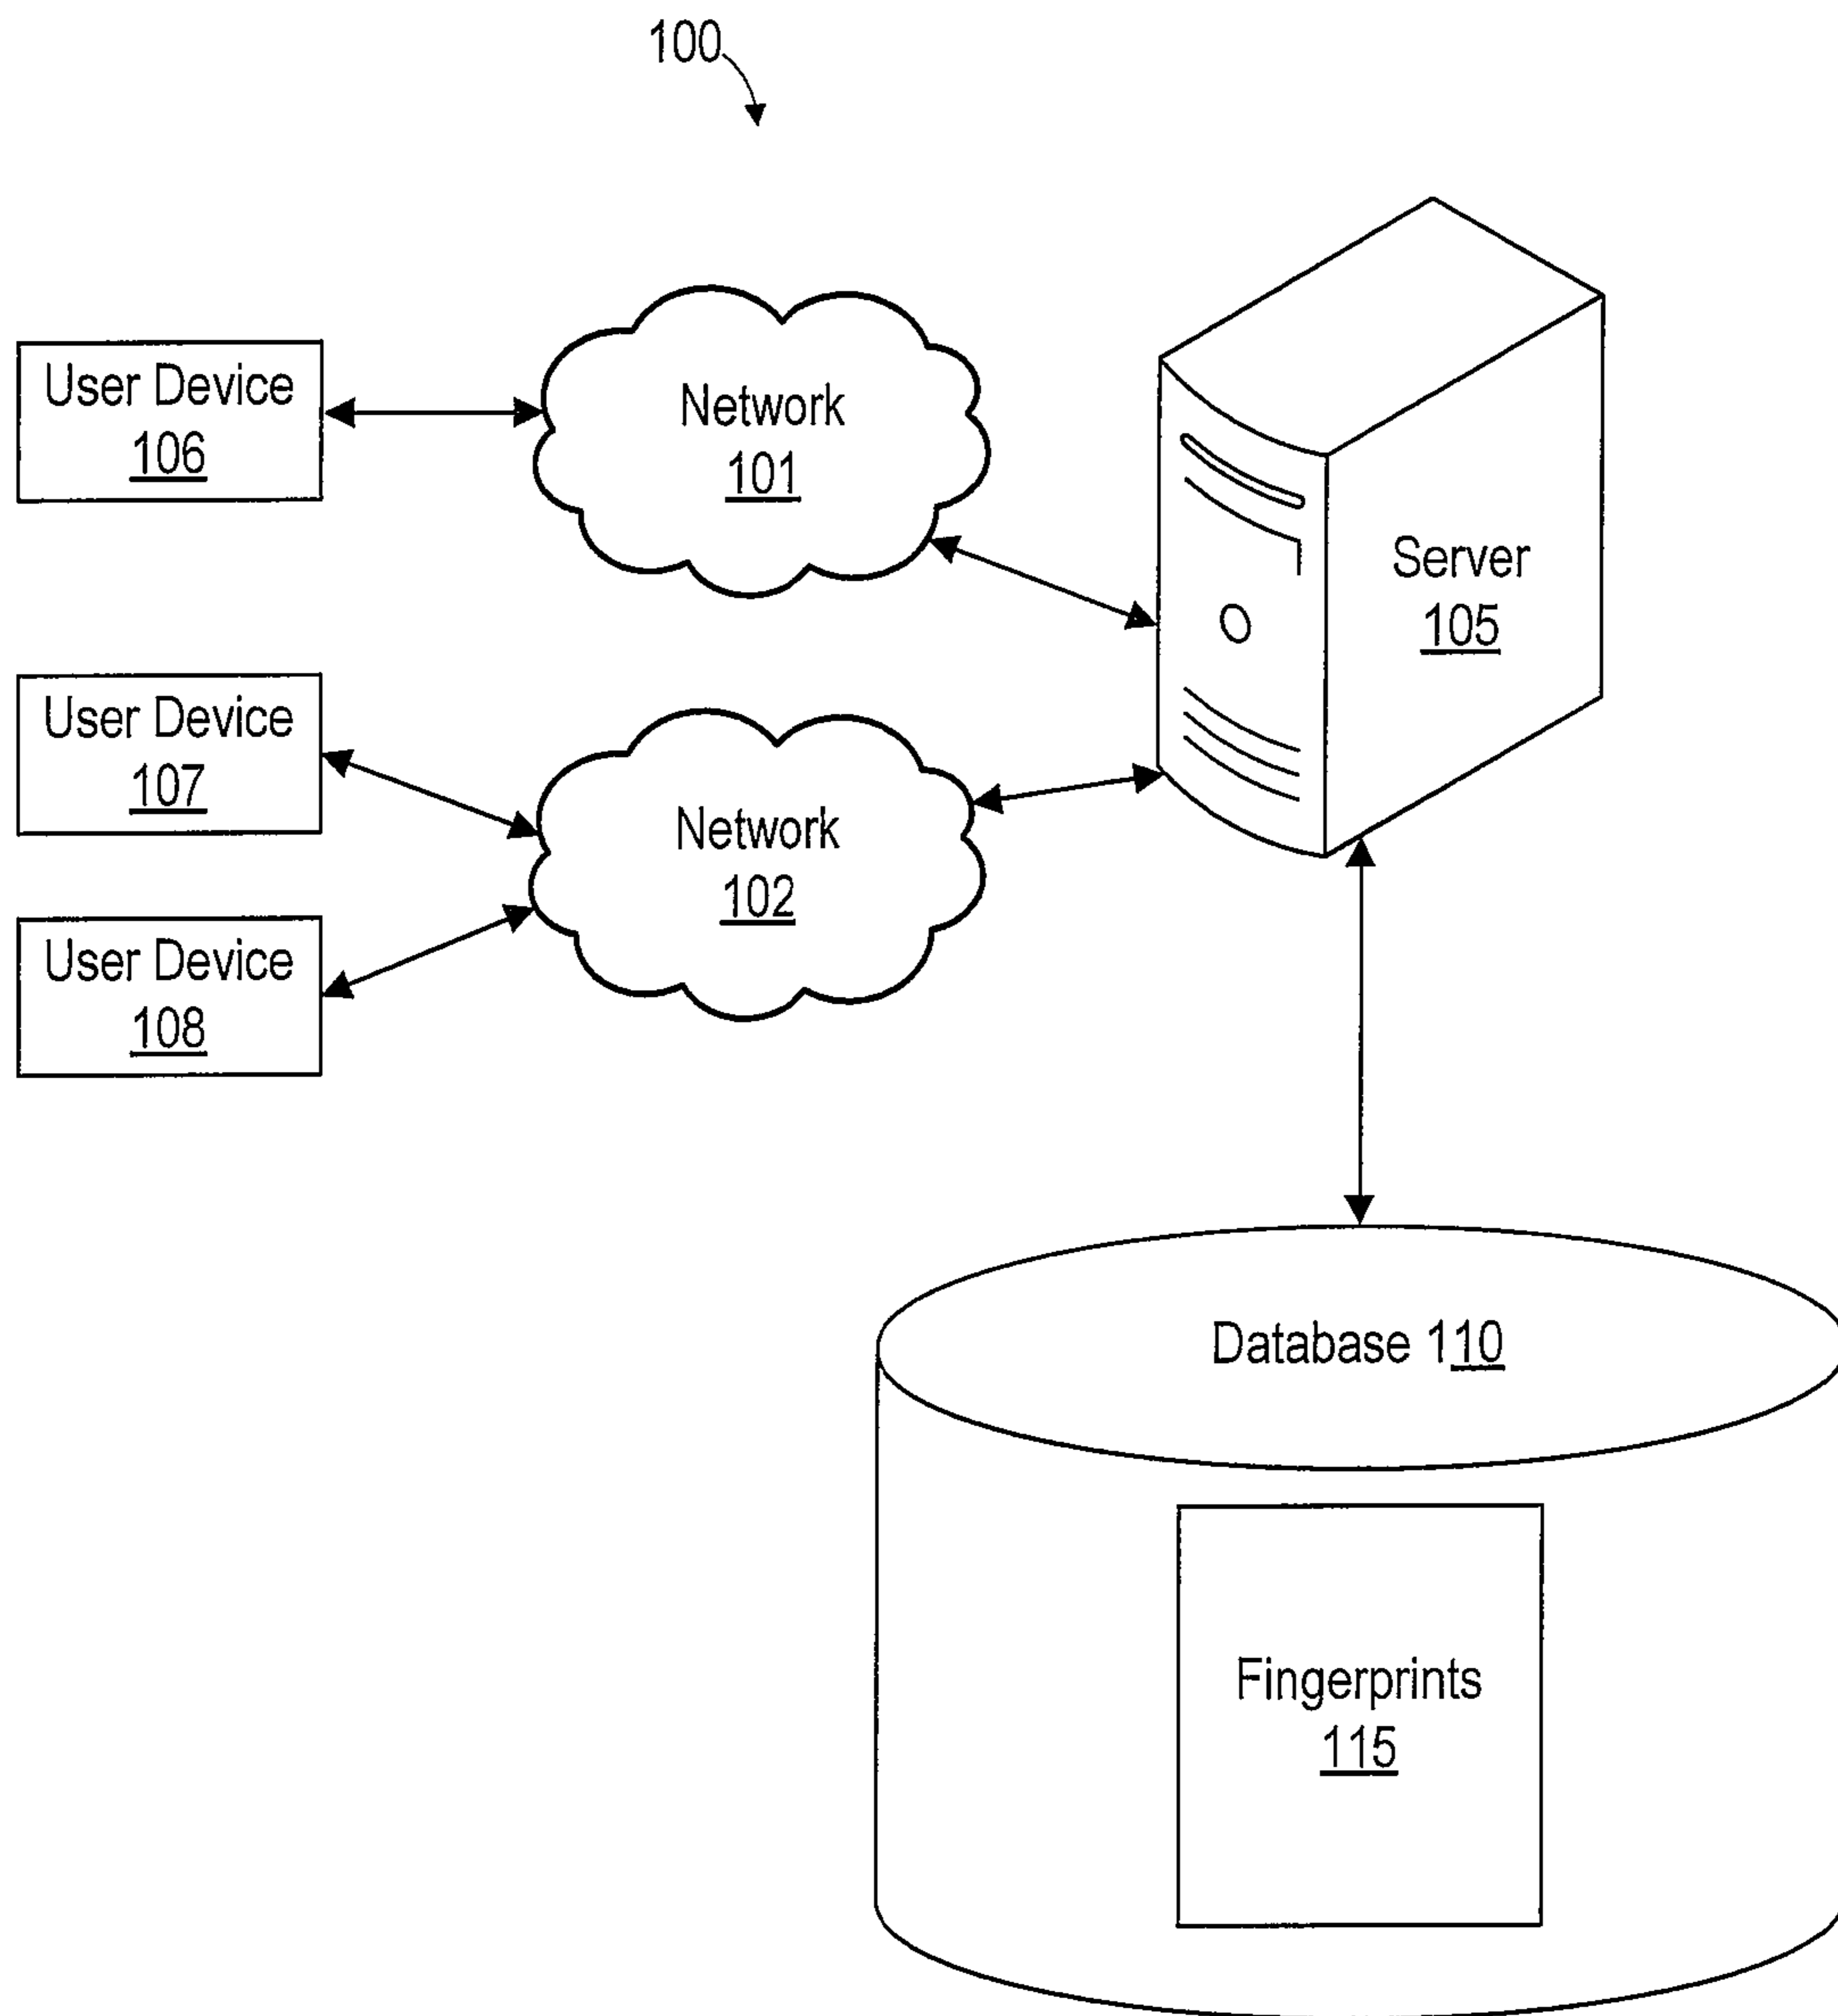 100
User Device
106
Network
101
Server
105
User Device
107
Network
102
User Device
108
Database 110
Fingerprints
115